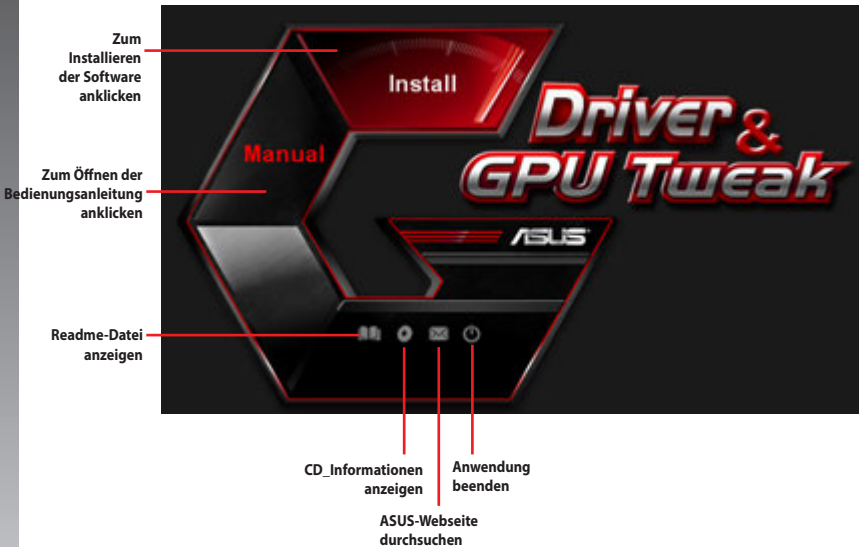 Zum
Installieren
der Software
anklicken
Install
Driver &
GPU Tweak
Manual
Zum Öffnen der
Bedienungsanleitung
anklicken
ASUS
Readme-Datei
anzeigen
CD_Informationen
anzeigen
Anwendung
beenden
ASUS-Webseite
durchsuchen